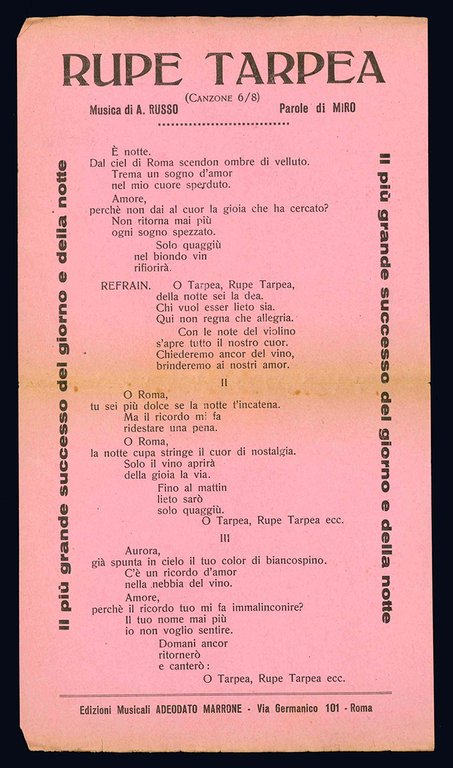 RUPE TARPEA
(CANZONE 6/8)
Musica di A. RUSSO Parole di MIRO
È notte.
Dal ciel di Roma scendon ombre di velluto.
Trema un sogno d'amor
nel mio cuore sperduto.
Amore,
perchè non dai al cuor la gioia che ha cercato?
Non ritorna mai più
ogni sogno spezzato.
Solo quaggiù
nel biondo vin
rifiorirà.
REFRAIN. O Tarpea, Rupe Tarpea,
della notte sei la dea.
Chi vuol esser lieto sia.
Qui non regna che allegria.
Con le note del violino
s'apre tutto il nostro cuor.
Chiederemo ancor del vino,
brinderemo ai nostri amor.
II
O Roma,
tu sei più dolce se la notte t'incatena.
Ma il ricordo mi fa
ridestare una pena.
O Roma,
la notte cupa stringe il cuor di nostalgia.
Solo il vino aprirà
della gioia la via.
Fino al mattin
lieto sarò
solo quaggiù.
O Tarpea, Rupe Tarpea ecc.
III
Aurora,
già spunta in cielo il tuo color di biancospino.
C'è un ricordo d'amor
nella nebbia del vino.
Amore,
perchè il ricordo tuo mi fa immalinconire?
Il tuo nome mai più
io non voglio sentire.
Domani ancor
ritornerò
e canterò:
O Tarpea, Rupe Tarpea ecc.
Il più grande successo del giorno e della notte
Il più grande successo del giorno e della notte
Edizioni Musicali ADEODATO MARRONE - Via Germanico 101 - Roma